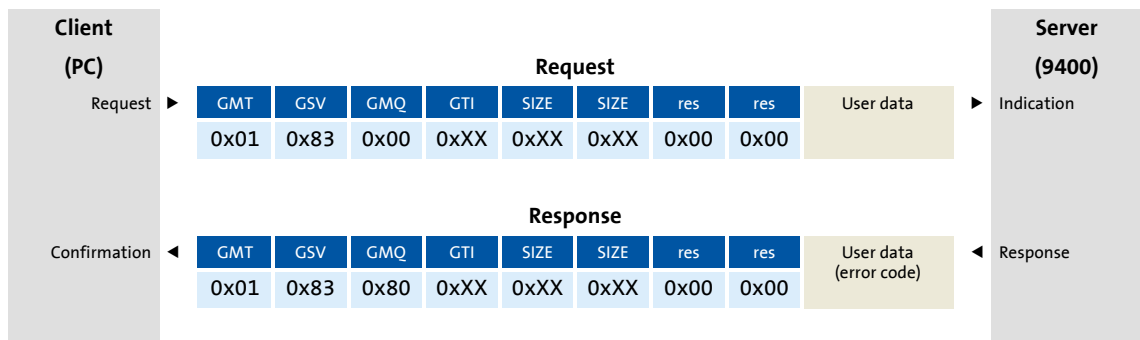 Client
(PC)
Server
(9400)
Request
Request ▶ GMT GSV GMQ GTI SIZE SIZE res res User data ▶ Indication
0x01 0x83 0x00 0xXX 0xXX 0xXX 0x00 0x00
Response
Confirmation ◀ GMT GSV GMQ GTI SIZE SIZE res res User data ◀ Response
(error code)
0x01 0x83 0x80 0xXX 0xXX 0xXX 0x00 0x00